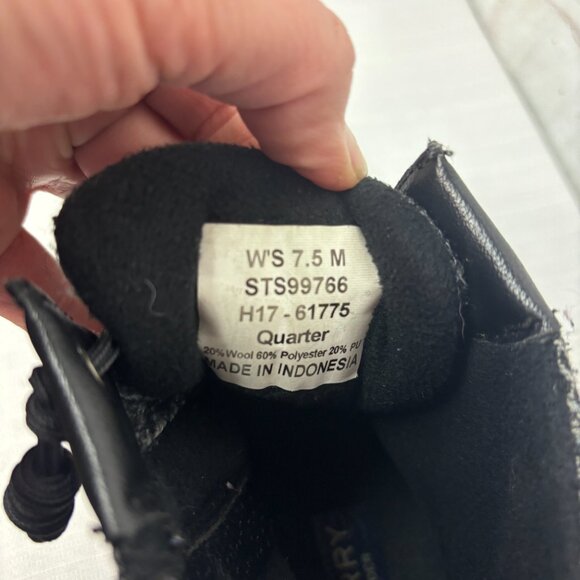 W'S 7.5 M
STS99766
H17 - 61775
Quarter
20% Wool 60% Polyester 20% PU
MADE IN INDONESIA